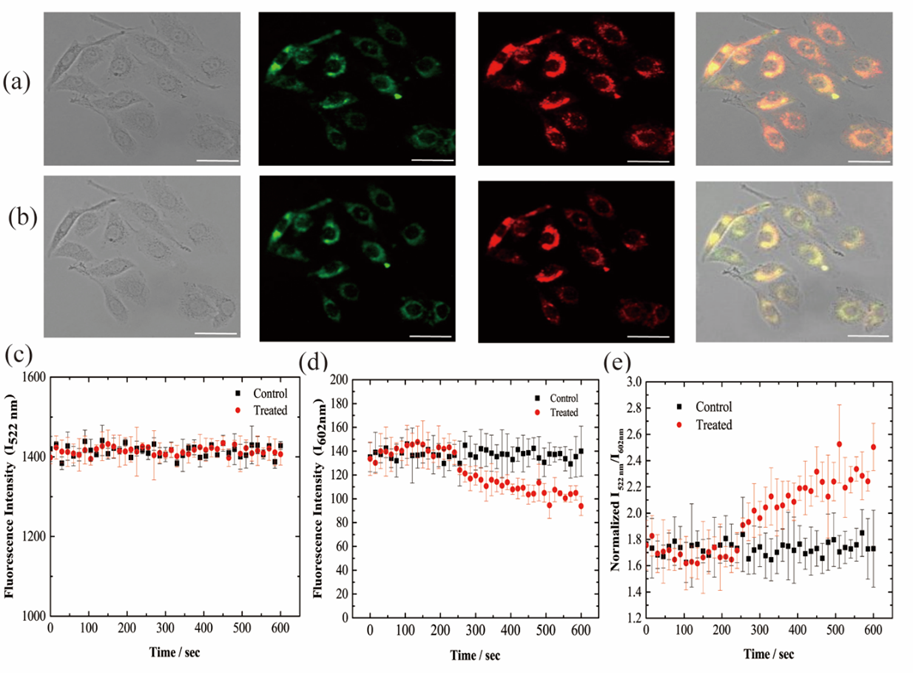 (a)
(b)
(c)
(d)
(e)
Fluorescence Intensity (I522 nm)
1600
1400
1200
1000
Control
Treated
0 100 200 300 400 500 600
Time / sec
Fluorescence Intensity (I602nm)
200
180
160
140
120
100
80
60
40
20
0
Control
Treated
0 100 200 300 400 500 600
Time / sec
Normalized I522nm/I602nm
3.0
2.8
2.6
2.4
2.2
2.0
1.8
1.6
1.4
1.2
Control
Treated
0 100 200 300 400 500 600
Time / sec